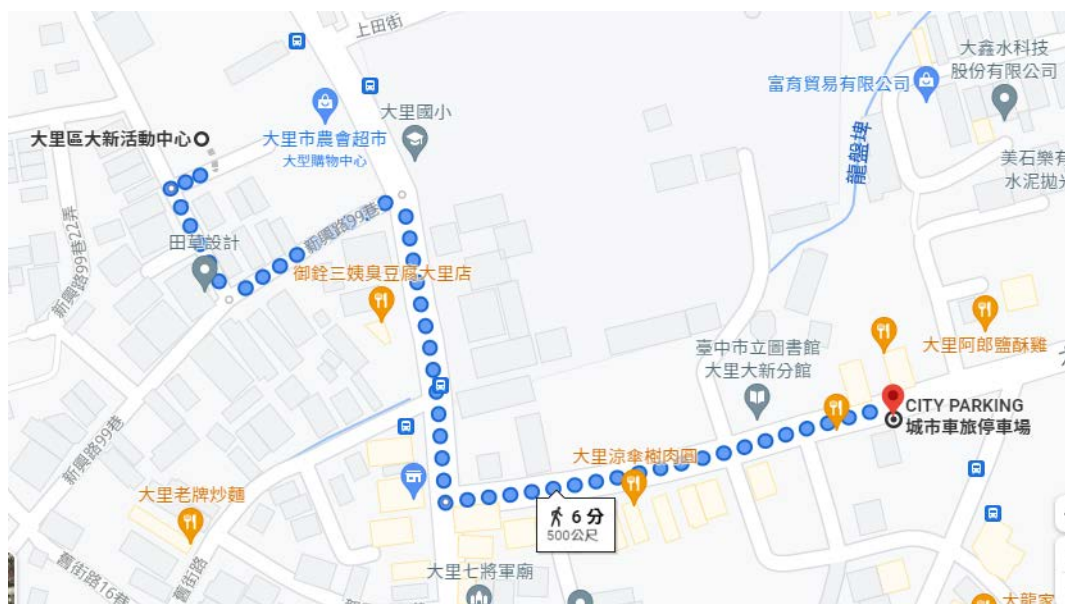 上田街
大鑫水科技
股份有限公司
富育貿易有限公司
大里國小
大里區大新活動中心
大里市農會超市
大型購物中心
龍盤埤
美石樂有
水泥拋光
新興路99巷22弄
新興路99巷
田草設計
御銓三姨臭豆腐大里店
臺中市立圖書館
大里大新分館
大里阿郎鹽酥雞
CITY PARKING
城市車旅停車場
新興路99巷
大里涼傘樹肉圓
大里老牌炒麵
6 分
500公尺
舊街路16巷
舊街路
大里七將軍廟
大龍家